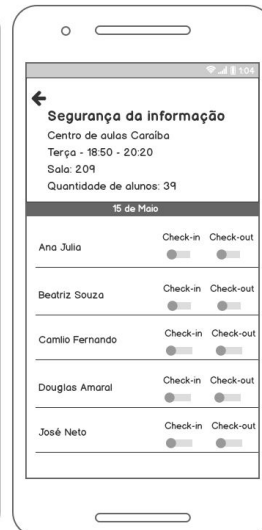 1:04
Segurança da informação
Centro de aulas Caraíba
Terça - 18:50 - 20:20
Sala: 209
Quantidade de alunos: 39
15 de Maio
Ana Julia Check-in Check-out
Beatriz Souza Check-in Check-out
Camlio Fernando Check-in Check-out
Douglas Amaral Check-in Check-out
José Neto Check-in Check-out